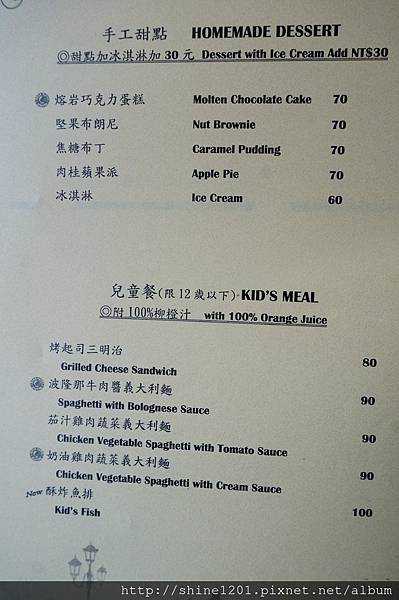 手工甜點 HOMEMADE DESSERT
◎甜點加冰淇淋加 30 元 Dessert with Ice Cream Add NT$30
熔岩巧克力蛋糕 Molten Chocolate Cake 70
堅果布朗尼 Nut Brownie 70
焦糖布丁 Caramel Pudding 70
肉桂蘋果派 Apple Pie 70
冰淇淋 Ice Cream 60
兒童餐(限 12 歲以下)·KID'S MEAL
◎附 100%柳橙汁 with 100% Orange Juice
烤起司三明治
Grilled Cheese Sandwich 80
波隆那牛肉醬義大利麵
Spaghetti with Bolognese Sauce 90
茄汁雞肉蔬菜義大利麵
Chicken Vegetable Spaghetti with Tomato Sauce 90
奶油雞肉蔬菜義大利麵
Chicken Vegetable Spaghetti with Cream Sauce 90
New 酥炸魚排
Kid's Fish 100
http://shine1201.pixnet.net/album